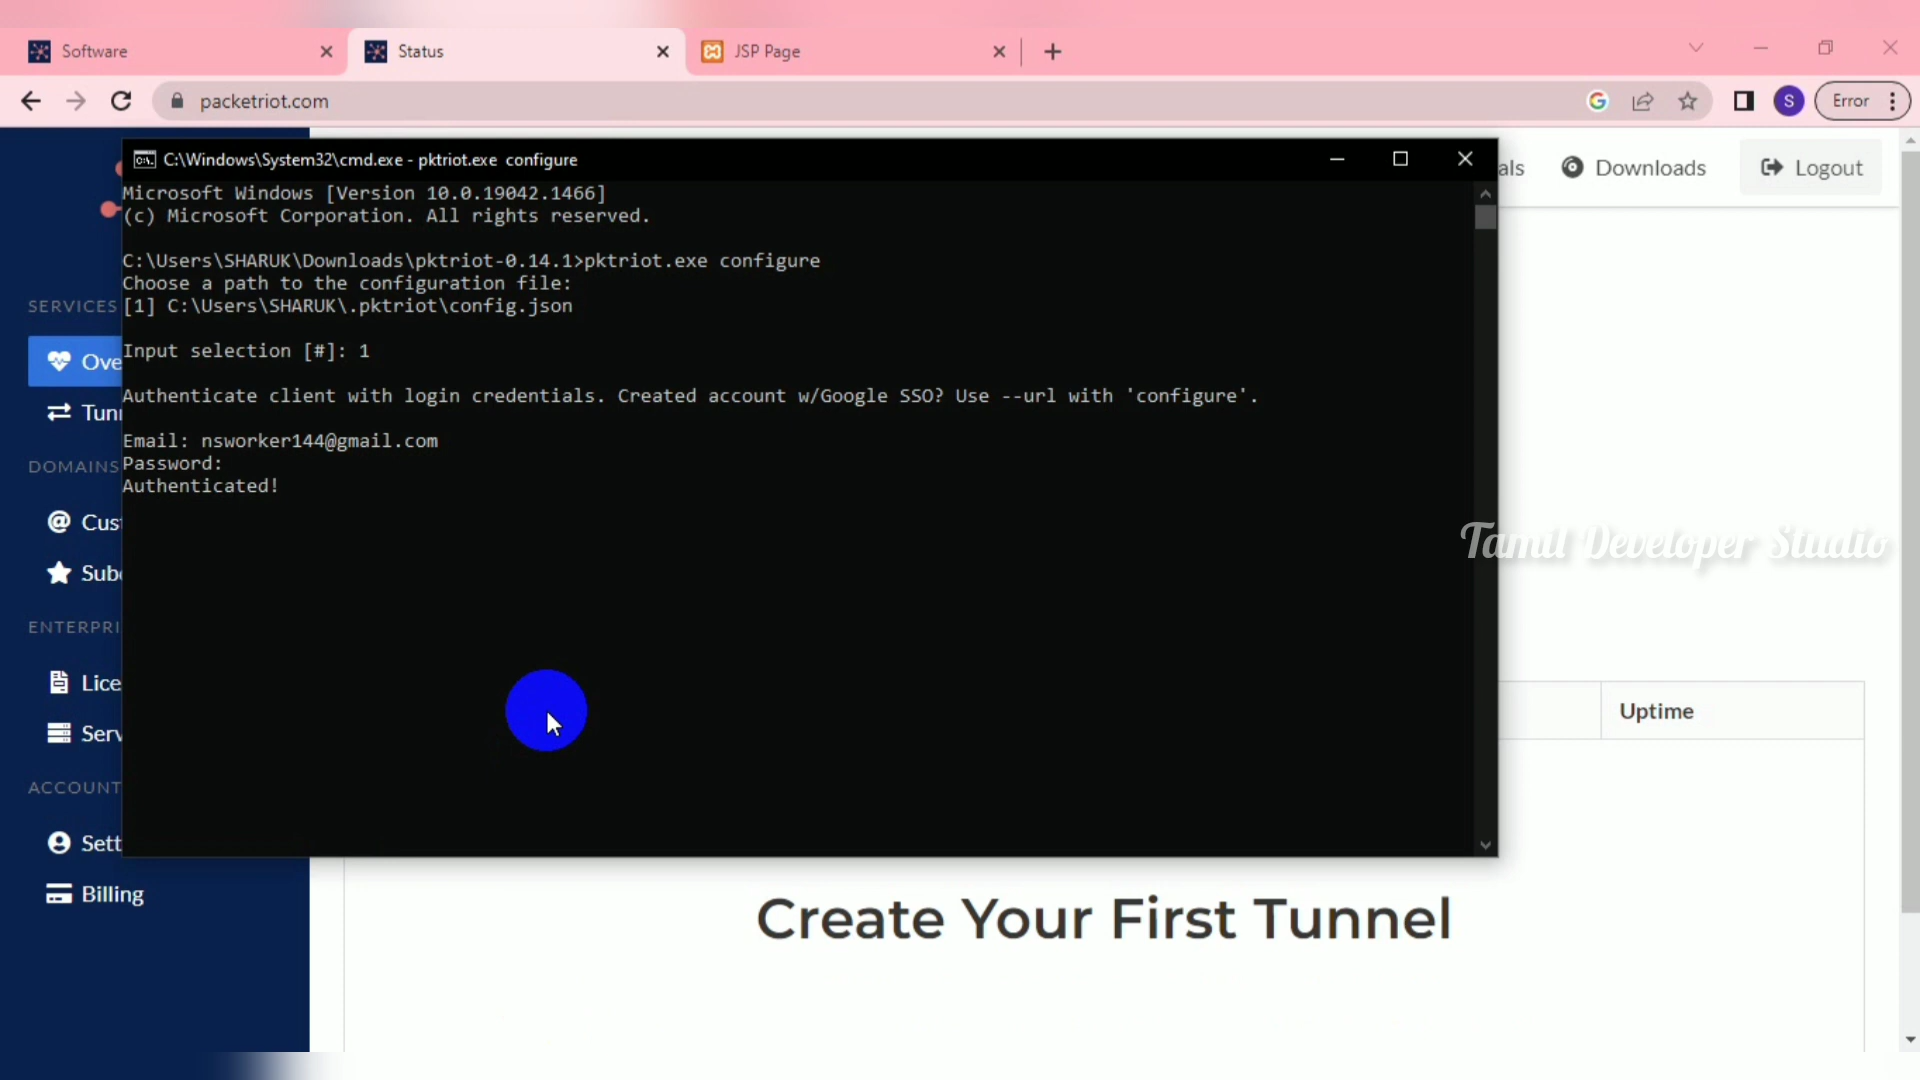 Software
Status
JSP Page
packetriot.com
Error
S
C:\Windows\System32\cmd.exe - pktriot.exe  configure
als
Downloads
Logout
Microsoft Windows [Version 10.0.19042.1466]
(c) Microsoft Corporation. All rights reserved.
C:\Users\SHARUK\Downloads\pktriot-0.14.1>pktriot.exe configure
Choose a path to the configuration file:
[1] C:\Users\SHARUK\.pktriot\config.json
Input selection [#]: 1
Authenticate client with login credentials. Created account w/Google SSO? Use --url with 'configure'.
Email: nsworker144@gmail.com
Password:
Authenticated!
SERVICES
Ove
Tun
DOMAINS
Cus
Sub
ENTERPRI
Lice
Serv
ACCOUNT
Sett
Billing
Tamil Developer Studio
Uptime
Create Your First Tunnel